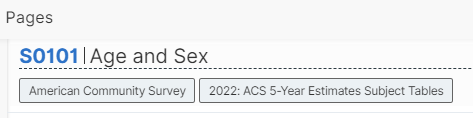 Pages
S0101 | Age and Sex
American Community Survey 2022: ACS 5-Year Estimates Subject Tables